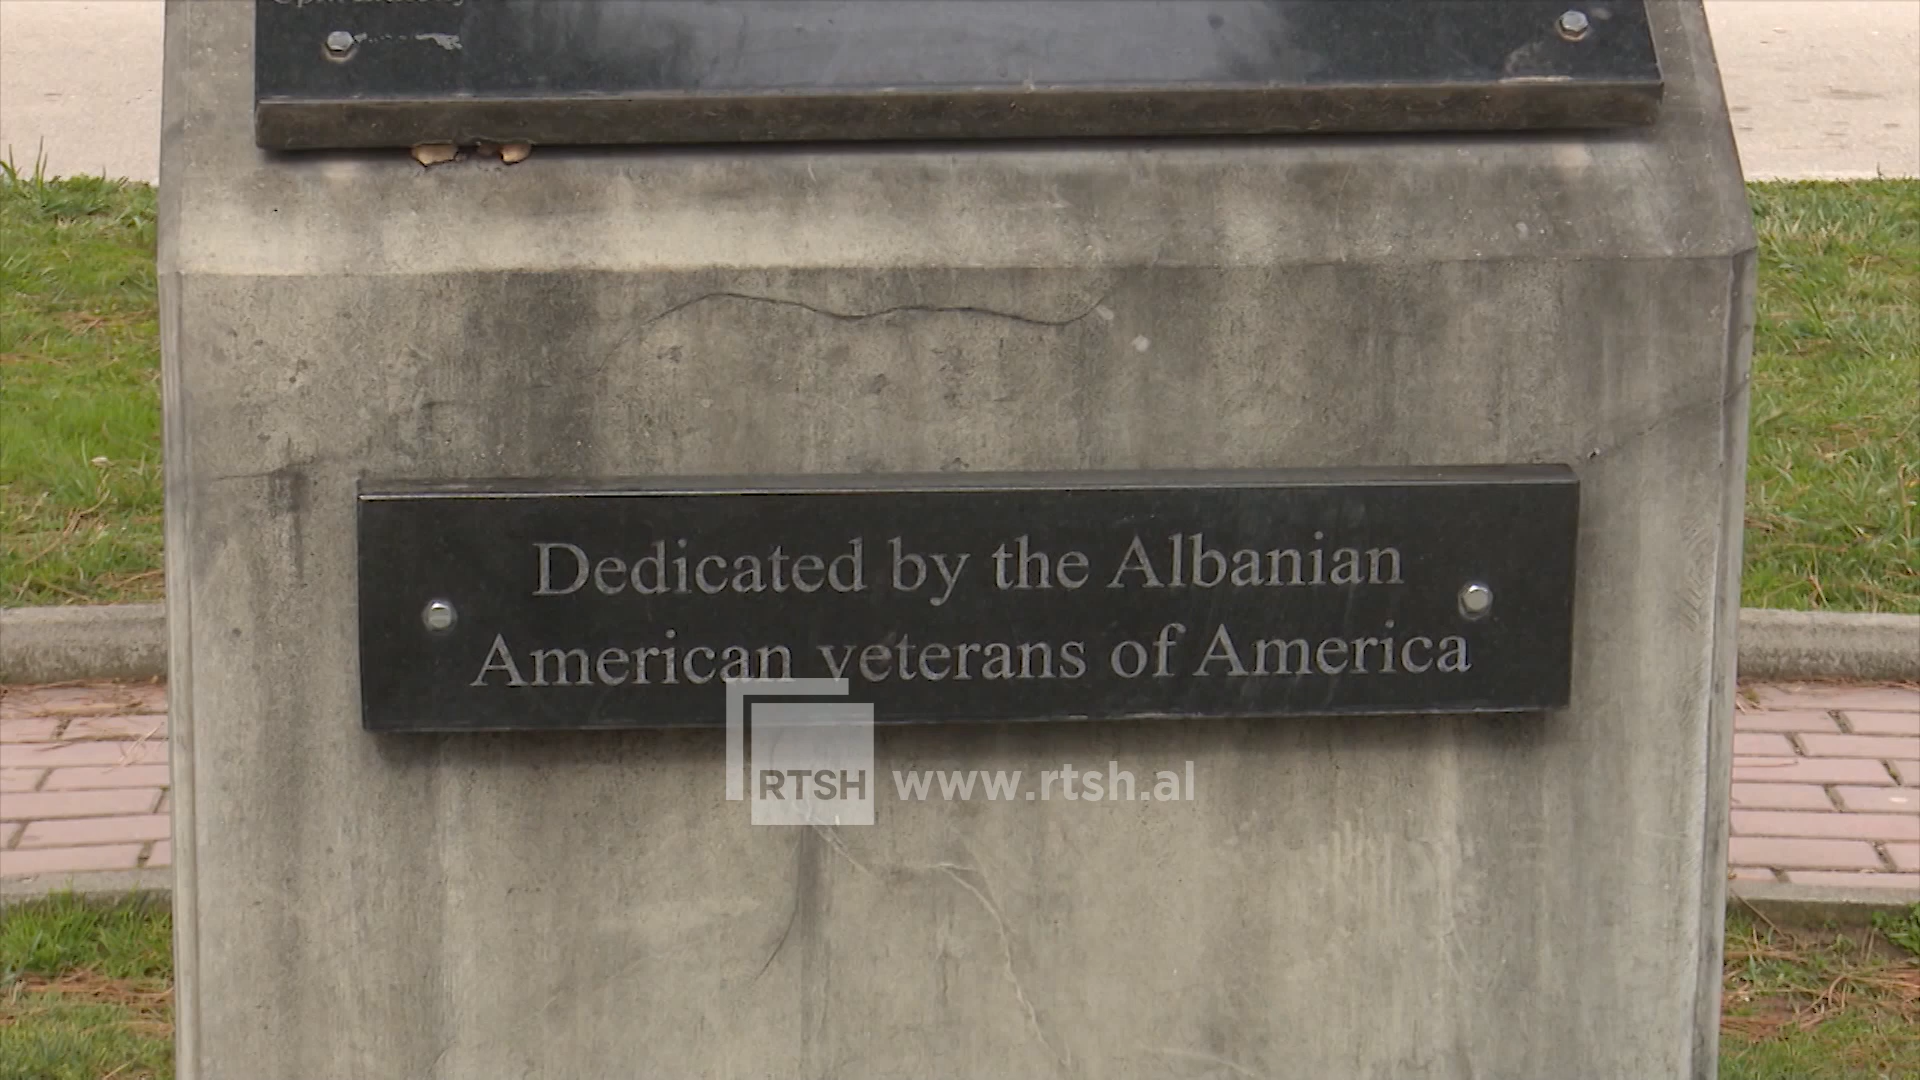 Dedicated by the Albanian
American veterans of America
RTSH www.rtsh.al